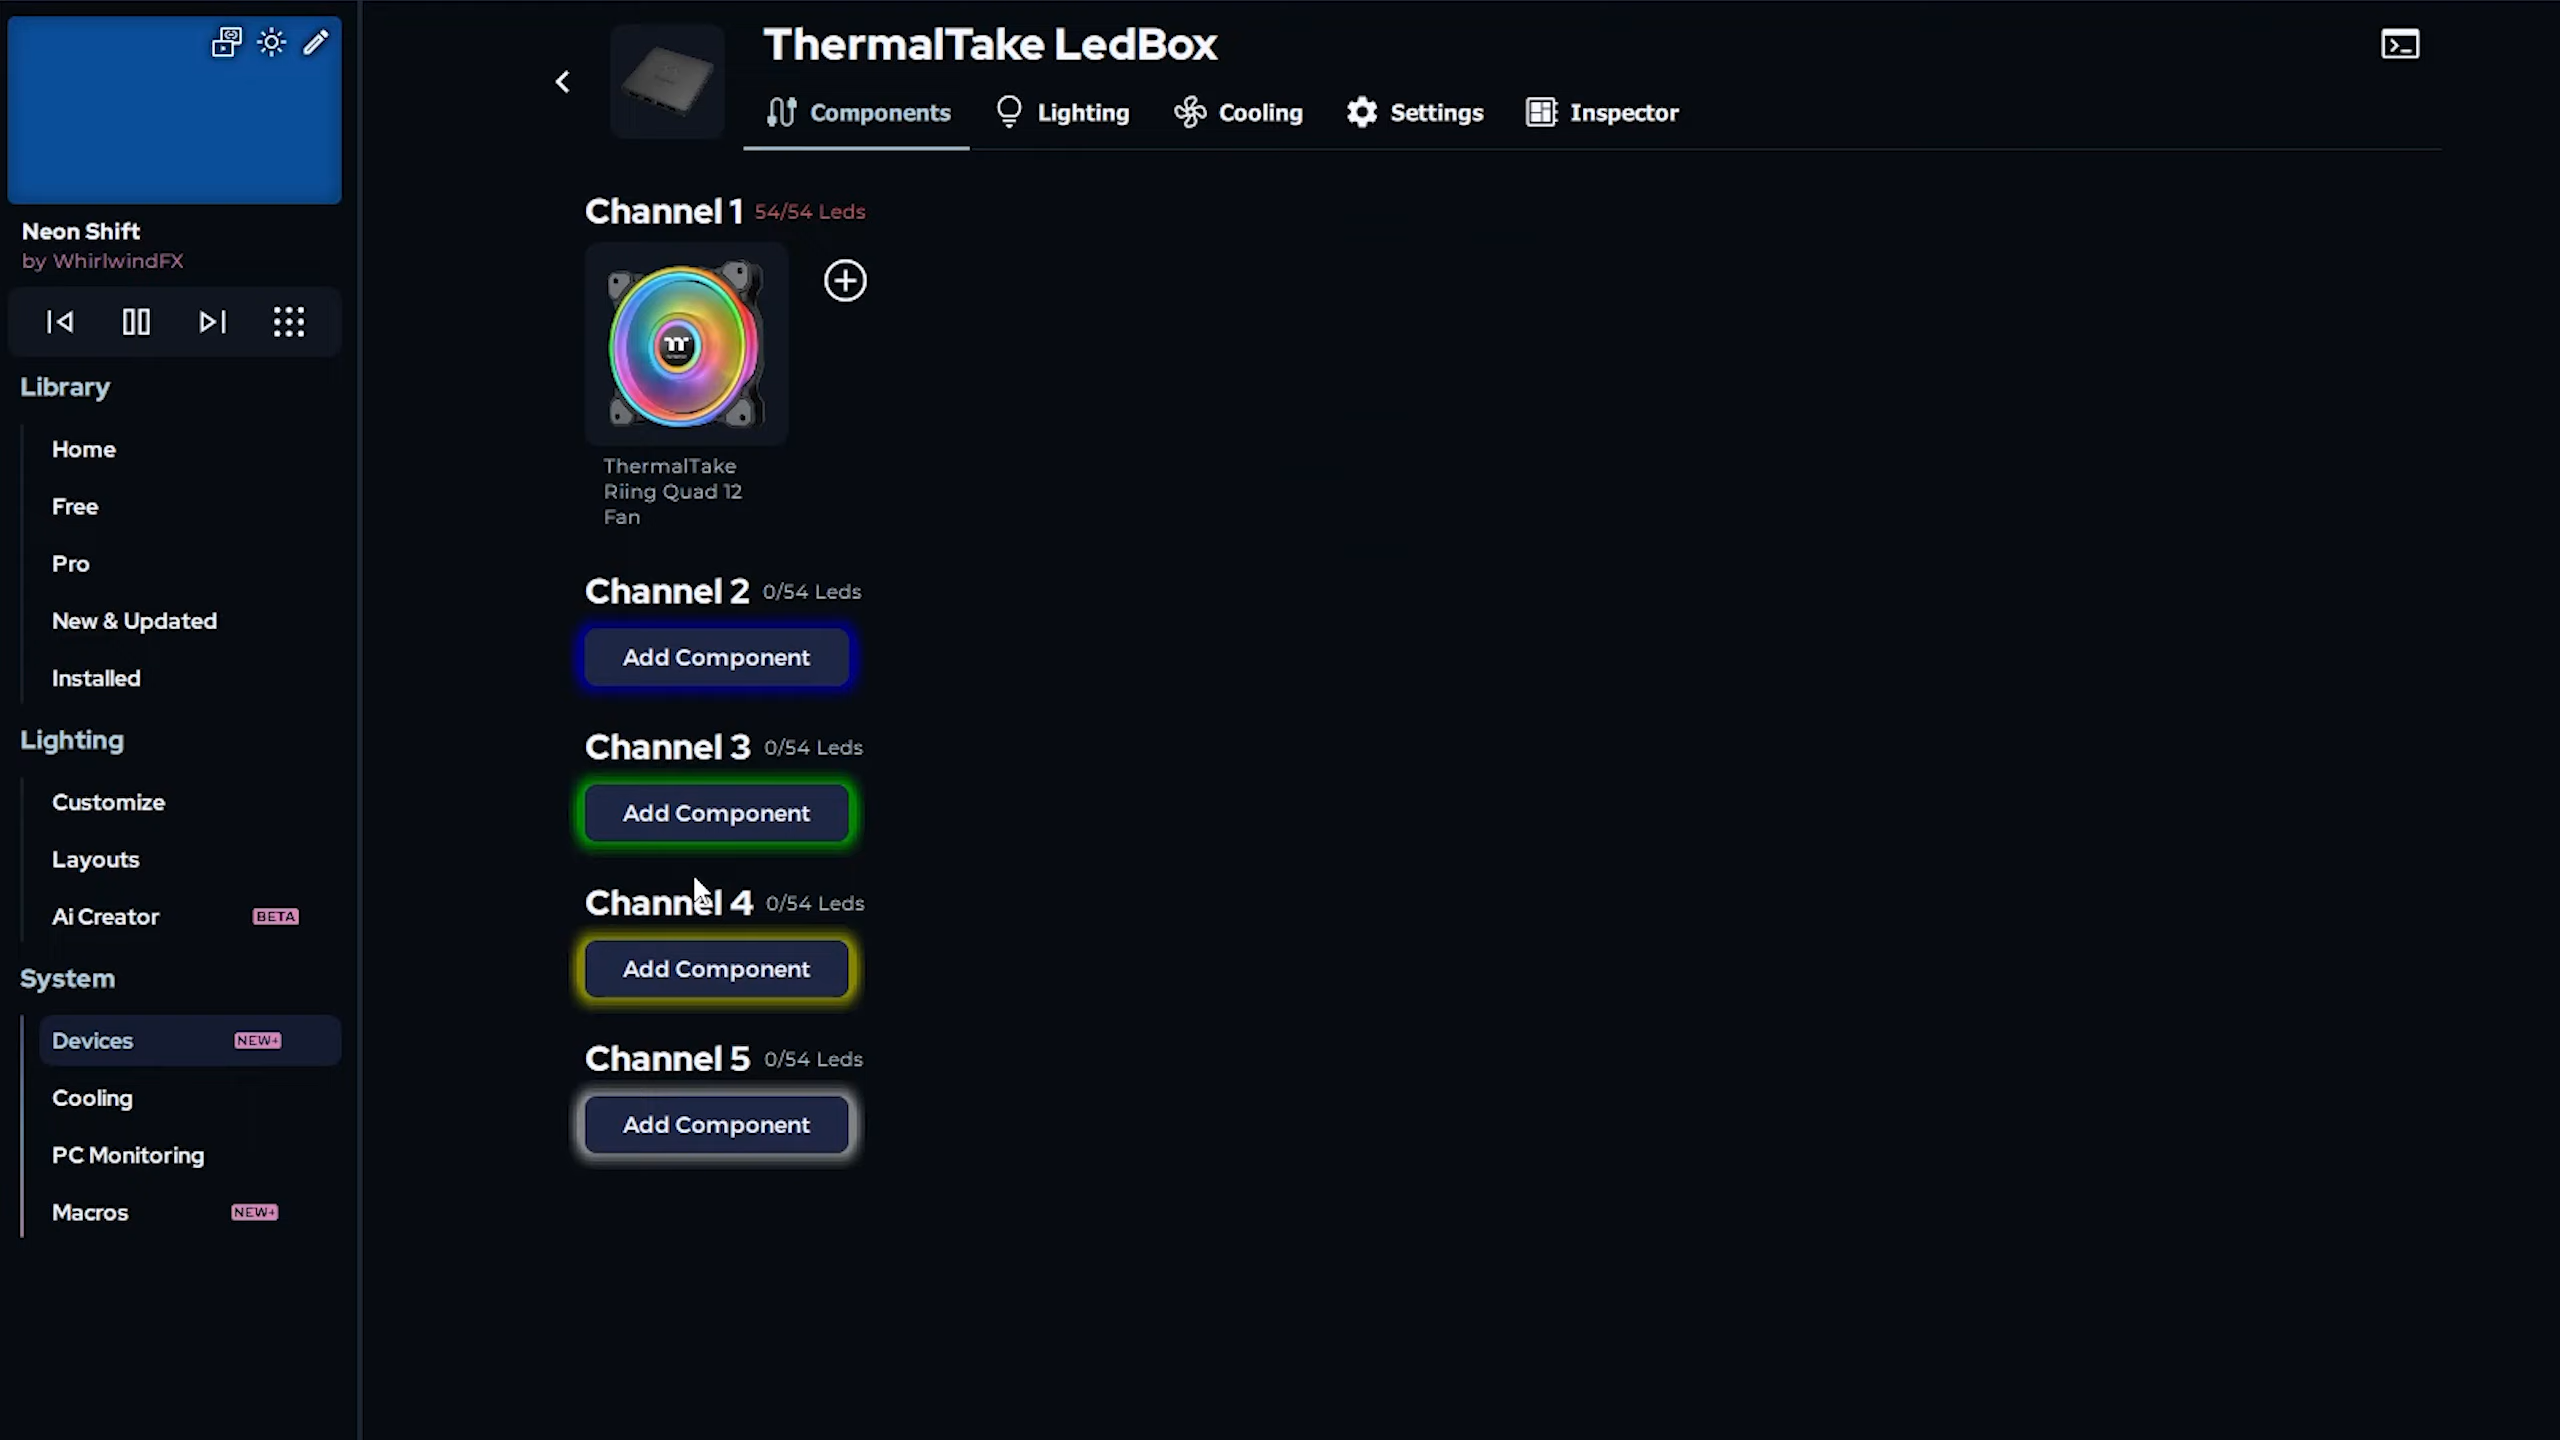 ThermalTake LedBox
Components
Lighting
Cooling
Settings
Inspector
Neon Shift
by WhirlwindFX
Library
Home
Free
Pro
New & Updated
Installed
Lighting
Customize
Layouts
Ai Creator BETA
System
Devices NEW+
Cooling
PC Monitoring
Macros NEW+
Channel 1 54/54 Leds
ThermalTake
Riing Quad 12
Fan
Channel 2 0/54 Leds
Add Component
Channel 3 0/54 Leds
Add Component
Channel 4 0/54 Leds
Add Component
Channel 5 0/54 Leds
Add Component